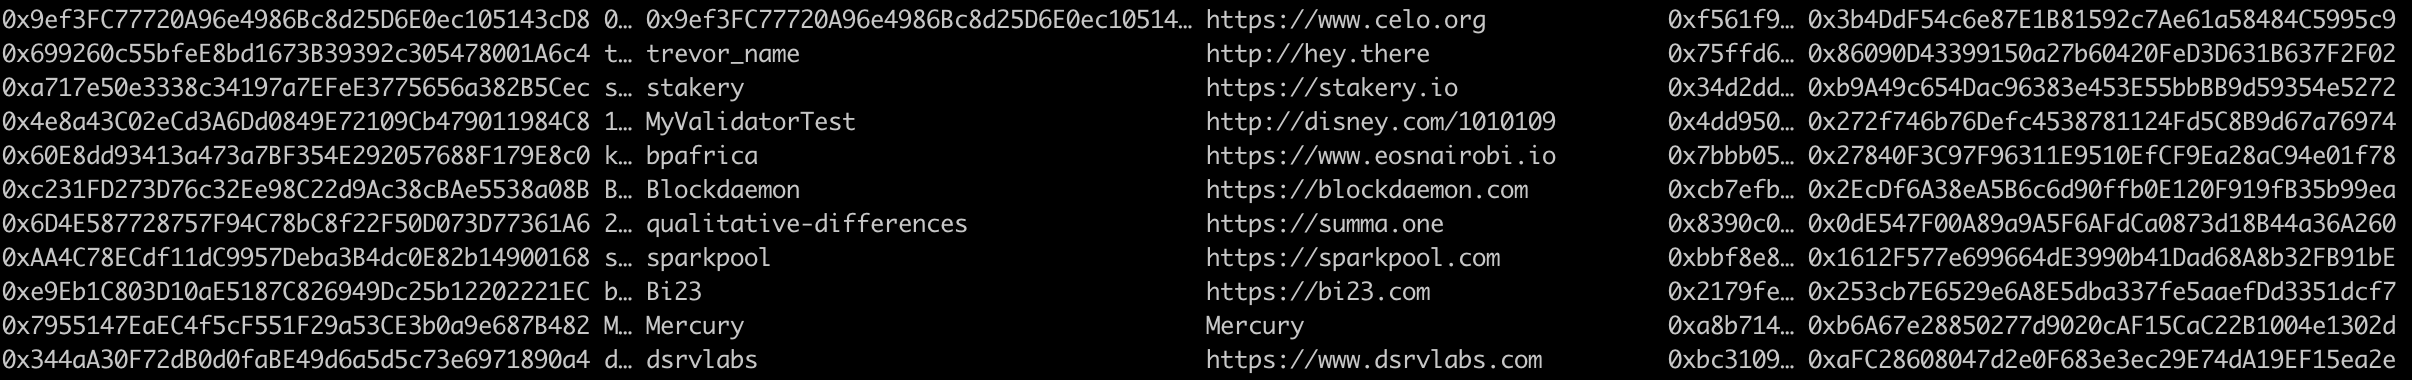 0x9ef3FC77720A96e4986Bc8d25D6E0ec105143cD8 0… 0x9ef3FC77720A96e4986Bc8d25D6E0ec10514… https://www.celo.org 0xf561f9… 0x3b4DdF54c6e87E1B81592c7Ae61a58484C5995c9
0x699260c55bfeE8bd1673B39392c305478001A6c4 t… trevor_name http://hey.there 0x75ffd6… 0x86090D43399150a27b60420FeD3D631B637F2F02
0xa717e50e3338c34197a7EFeE3775656a382B5Cec s… stakery https://stakery.io 0x34d2dd… 0xb9A49c654Dac96383e453E55bbBB9d59354e5272
0x4e8a43C02eCd3A6Dd0849E72109Cb479011984C8 1… MyValidatorTest http://disney.com/1010109 0x4dd950… 0x272f746b76Defc4538781124Fd5C8B9d67a76974
0x60E8dd93413a473a7BF354E292057688F179E8c0 k… bpafrica https://www.eosnairobi.io 0x7bbb05… 0x27840F3C97F96311E9510EfCF9Ea28aC94e01f78
0xc231FD273D76c32Ee98C22d9Ac38cBAe5538a08B B… Blockdaemon https://blockdaemon.com 0xcb7efb… 0x2EcDf6A38eA5B6c6d90ffb0E120F919fB35b99ea
0x6D4E587728757F94C78bC8f22F50D073D77361A6 2… qualitative-differences https://summa.one 0x8390c0… 0x0dE547F00A89a9A5F6AFdCa0873d18B44a36A260
0xAA4C78ECdf11dC9957Deba3B4dc0E82b14900168 s… sparkpool https://sparkpool.com 0xbbf8e8… 0x1612F577e699664dE3990b41Dad68A8b32FB91bE
0xe9Eb1C803D10aE5187C826949Dc25b12202221EC b… Bi23 https://bi23.com 0x2179fe… 0x253cb7E6529e6A8E5dba337fe5aaefDd3351dcf7
0x7955147EaEC4f5cF551F29a53CE3b0a9e687B482 M… Mercury Mercury 0xa8b714… 0xb6A67e28850277d9020cAF15CaC22B1004e1302d
0x344aA30F72dB0d0faBE49d6a5d5c73e6971890a4 d… dsrvlabs https://www.dsrvlabs.com 0xbc3109… 0xaFC28608047d2e0F683e3ec29E74dA19EF15ea2e